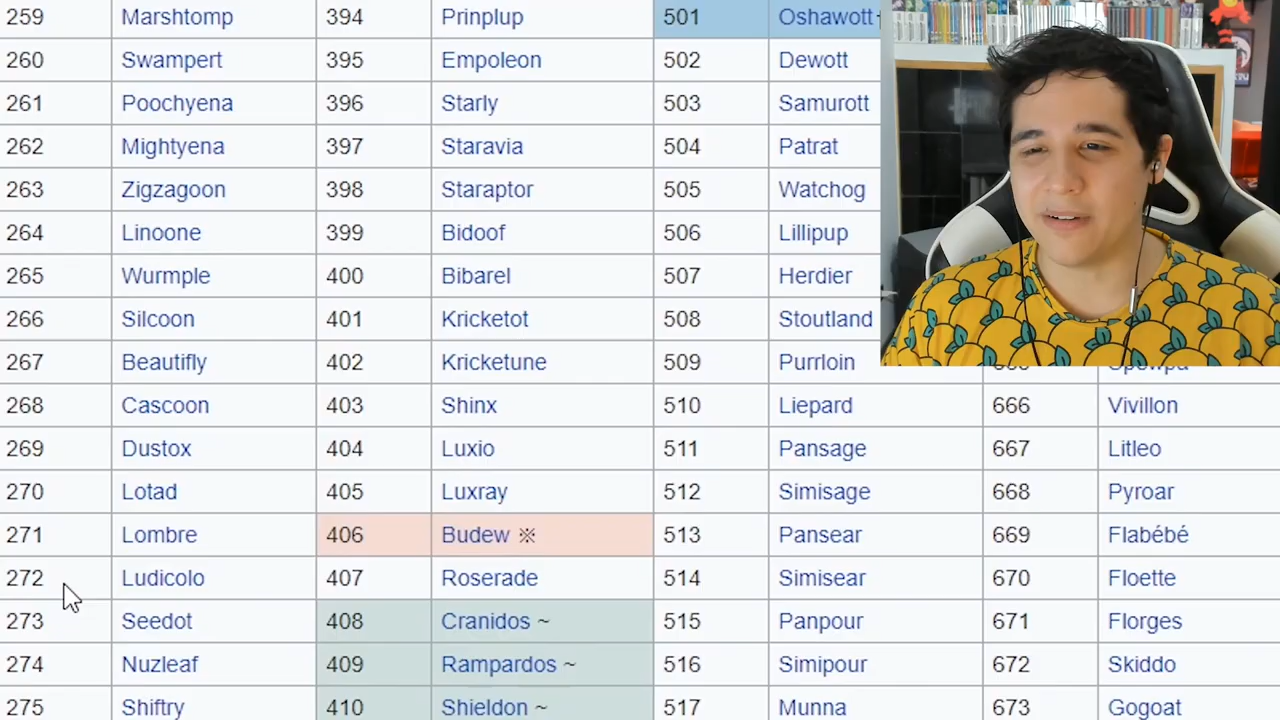 259 Marshtomp 394 Prinplup 501 Oshawott
260 Swampert 395 Empoleon 502 Dewott
261 Poochyena 396 Starly 503 Samurott
262 Mightyena 397 Staravia 504 Patrat
263 Zigzagoon 398 Staraptor 505 Watchog
264 Linoone 399 Bidoof 506 Lillipup
265 Wurmple 400 Bibarel 507 Herdier
266 Silcoon 401 Kricketot 508 Stoutland
267 Beautifly 402 Kricketune 509 Purrloin
268 Cascoon 403 Shinx 510 Liepard 666 Vivillon
269 Dustox 404 Luxio 511 Pansage 667 Litleo
270 Lotad 405 Luxray 512 Simisage 668 Pyroar
271 Lombre 406 Budew ※ 513 Pansear 669 Flabébé
272 Ludicolo 407 Roserade 514 Simisear 670 Floette
273 Seedot 408 Cranidos ~ 515 Panpour 671 Florges
274 Nuzleaf 409 Rampardos ~ 516 Simipour 672 Skiddo
275 Shiftry 410 Shieldon ~ 517 Munna 673 Gogoat